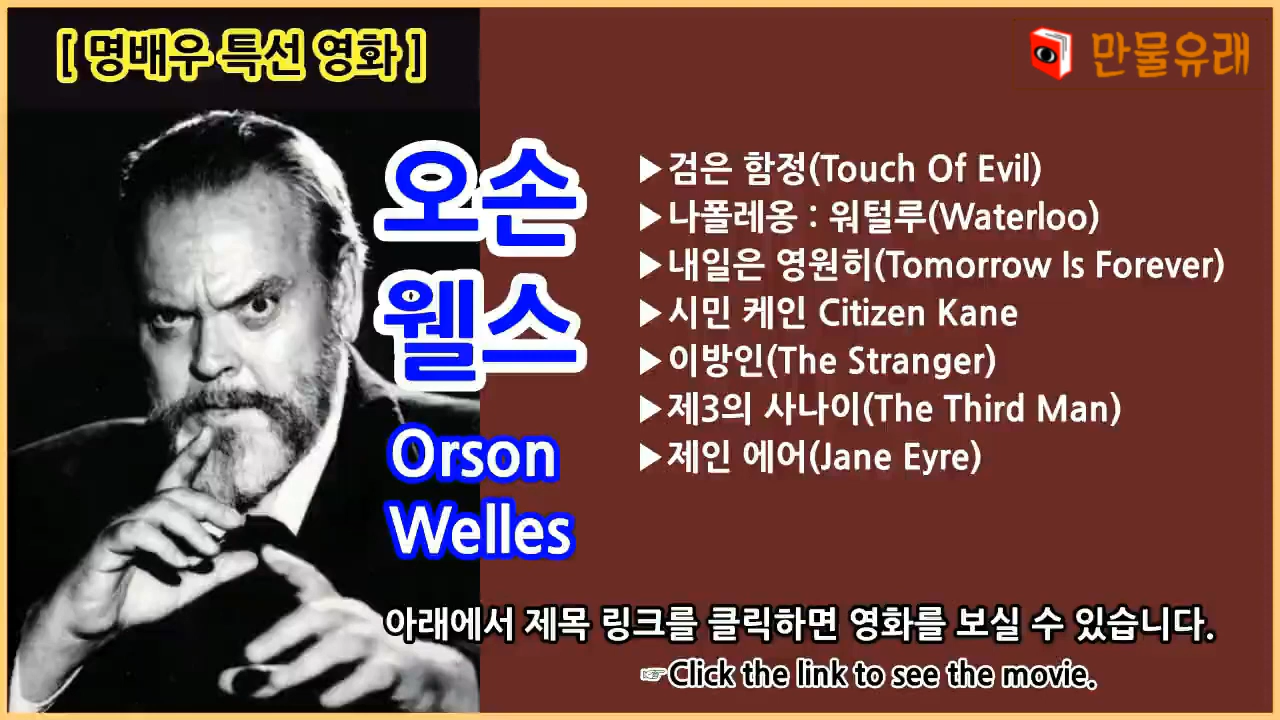 [ 명배우 특선 영화 ]
만물유래
오손
웰스
Orson
Welles
▶검은 함정(Touch Of Evil)
▶나폴레옹 : 워털루(Waterloo)
▶내일은 영원히(Tomorrow Is Forever)
▶시민 케인 Citizen Kane
▶이방인(The Stranger)
▶제3의 사나이(The Third Man)
▶제인 에어(Jane Eyre)
아래에서 제목 링크를 클릭하면 영화를 보실 수 있습니다.
☞Click the link to see the movie.